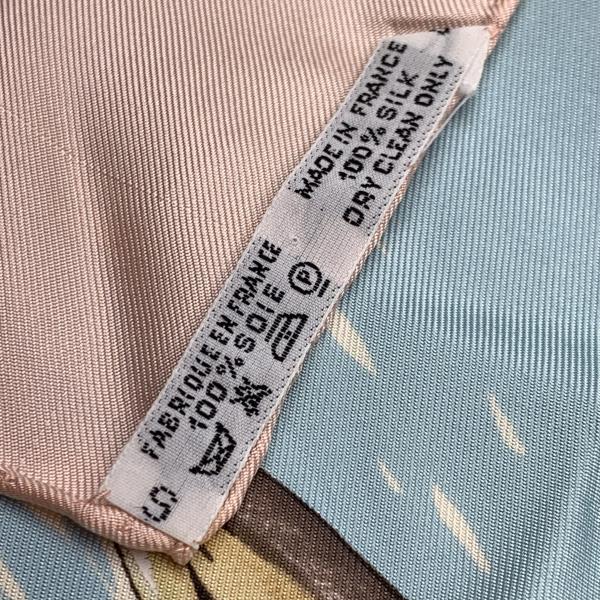 FABRIQUE EN FRANCE
100% SOIE
P
MADE IN FRANCE
100% SILK
DRY CLEAN ONLY